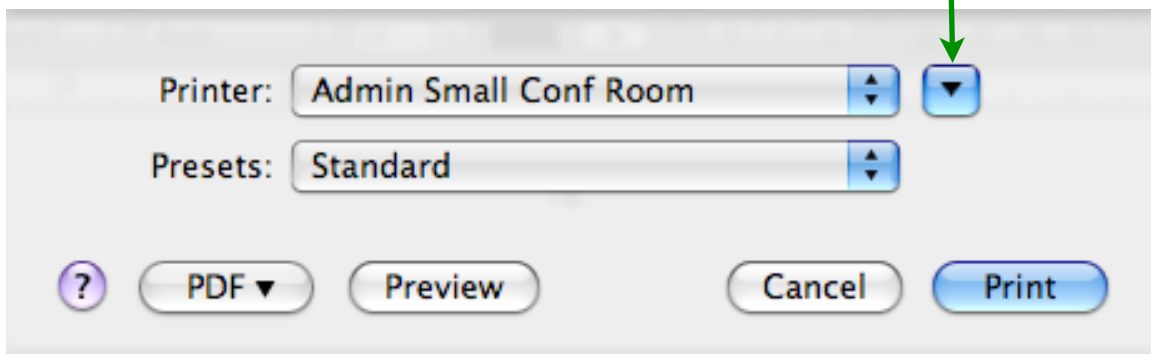 Printer: Admin Small Conf Room
Presets: Standard
? PDF ▼ Preview Cancel Print